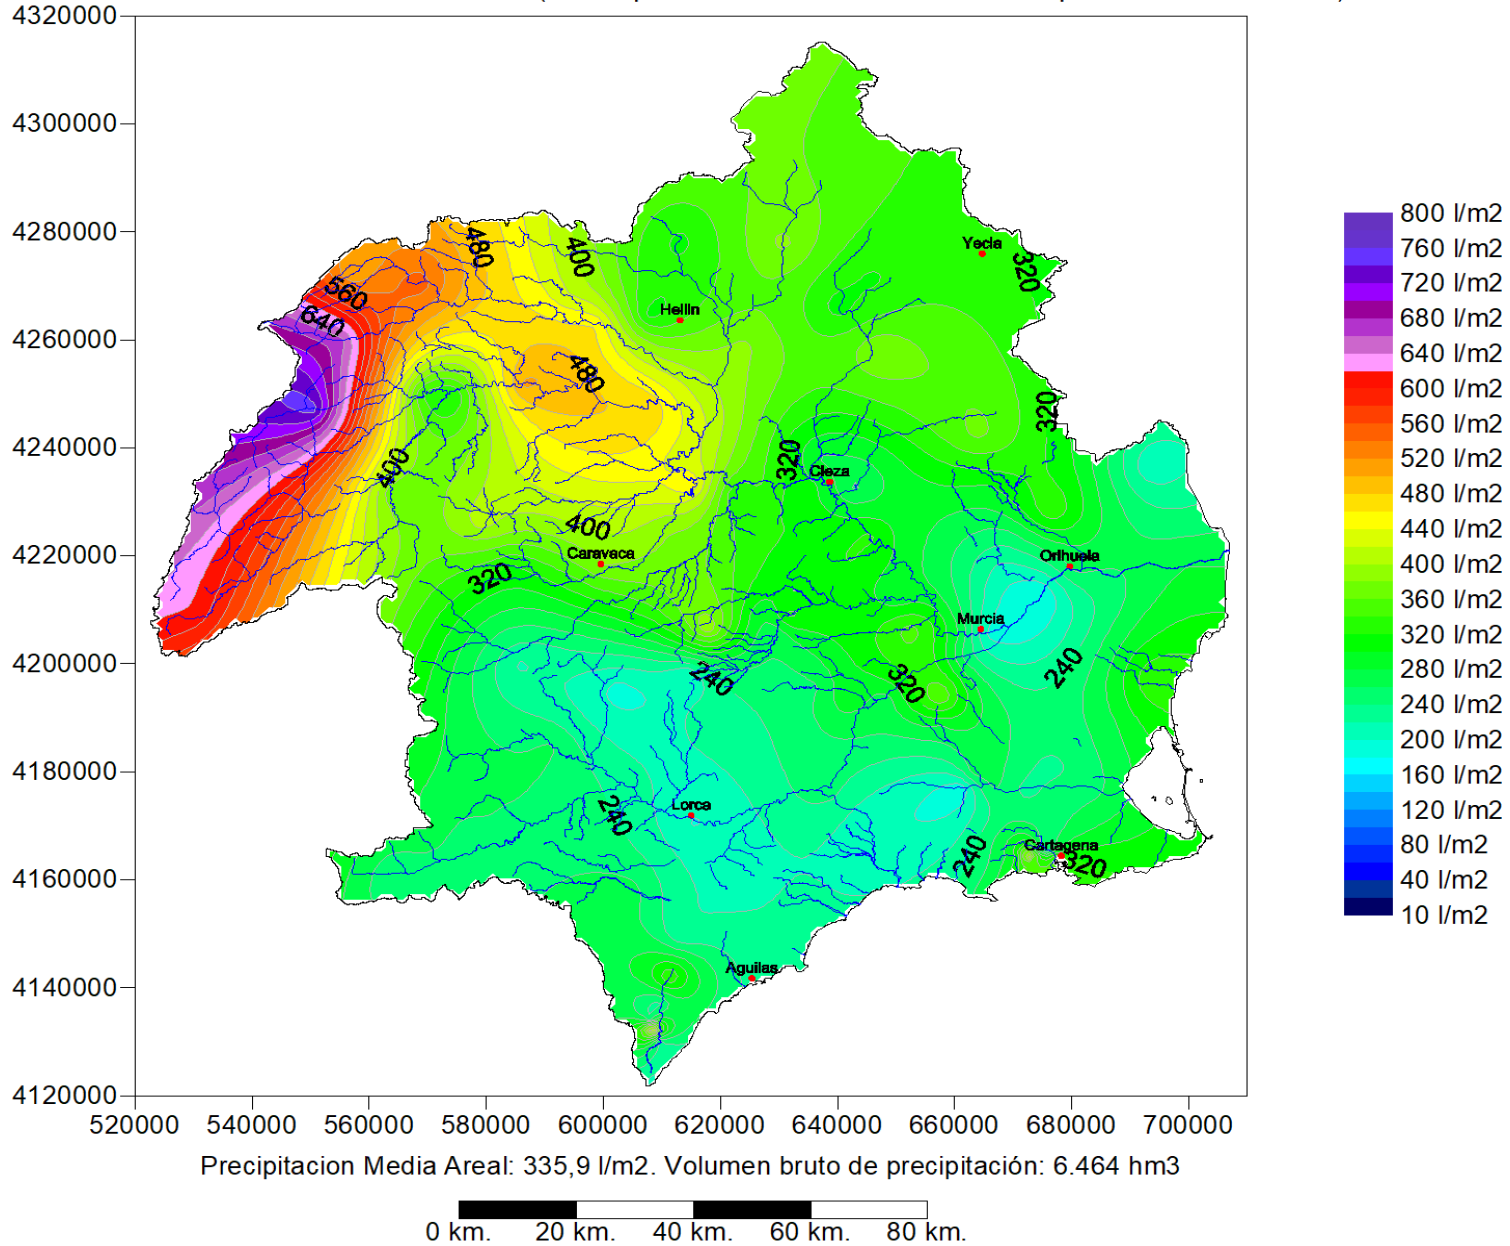 4320000
4300000
4280000
4260000
4240000
4220000
4200000
4180000
4160000
4140000
4120000
520000 540000 560000 580000 600000 620000 640000 660000 680000 700000
480
400
560
640
Hellin
Yecla
320
480
320
400
320
Cieza
400
Caravaca
320
Orihuela
Murcia
240
320
240
240
Lorca
240
Cartagena
320
Aguilas
800 l/m2
760 l/m2
720 l/m2
680 l/m2
640 l/m2
600 l/m2
560 l/m2
520 l/m2
480 l/m2
440 l/m2
400 l/m2
360 l/m2
320 l/m2
280 l/m2
240 l/m2
200 l/m2
160 l/m2
120 l/m2
80 l/m2
40 l/m2
10 l/m2
Precipitacion Media Areal: 335,9 l/m2. Volumen bruto de precipitación: 6.464 hm3
0 km. 20 km. 40 km. 60 km. 80 km.